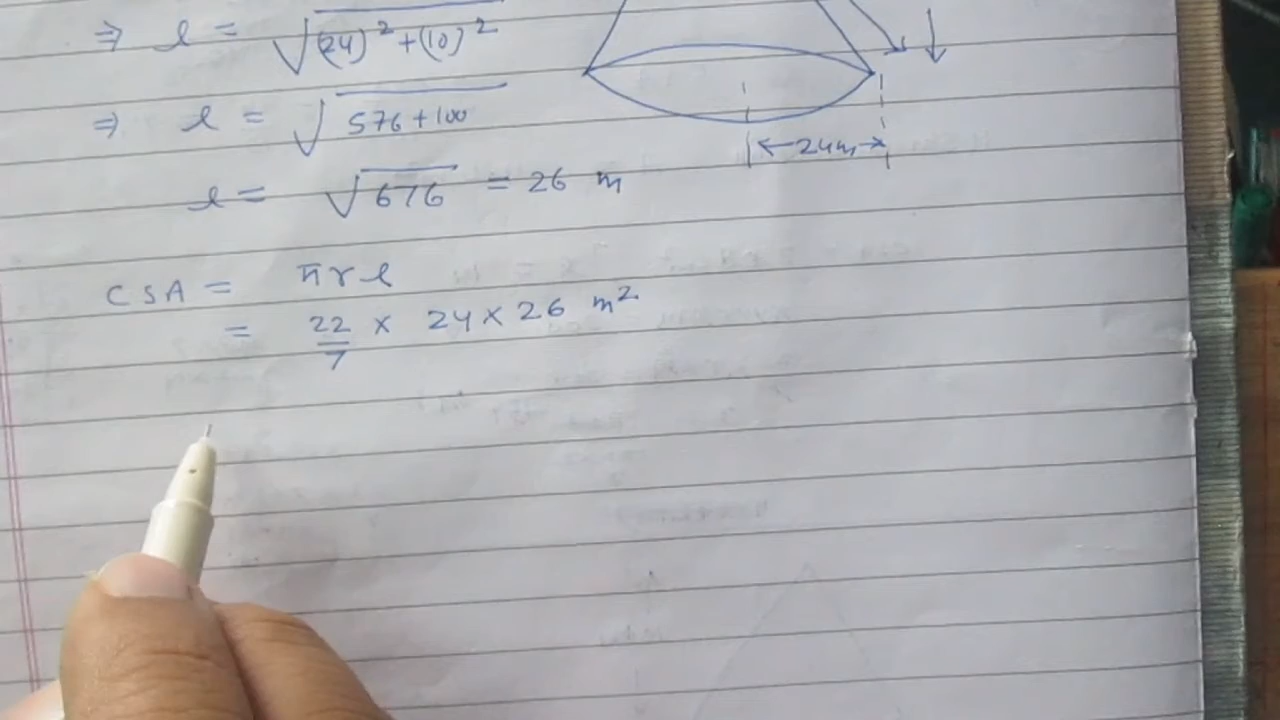 ⇒ l = √(24)² + (10)²
⇒ l = √576 + 100
← 24m →
l = √676 = 26 m
CSA = πrl
= 22/7 × 24 × 26 m²